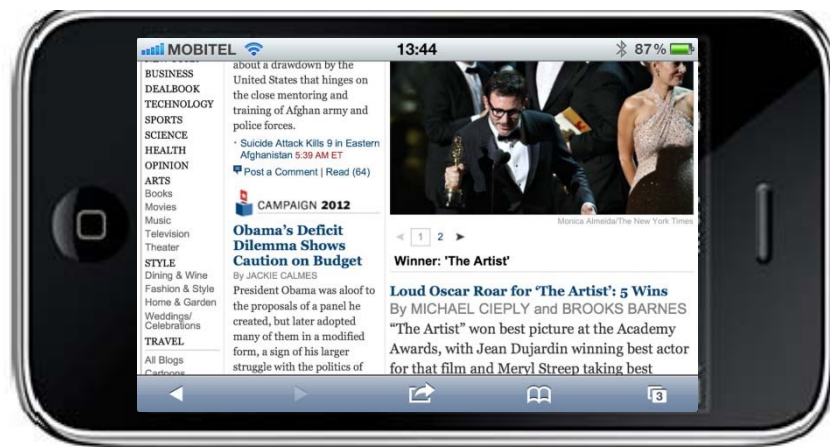 MOBITEL 13:44 87%
BUSINESS
DEALBOOK
TECHNOLOGY
SPORTS
SCIENCE
HEALTH
OPINION
ARTS
Books
Movies
Music
Television
Theater
STYLE
Dining & Wine
Fashion & Style
Home & Garden
Weddings/
Celebrations
TRAVEL
All Blogs
Cartoons
about a drawdown by the
United States that hinges on
the close mentoring and
training of Afghan army and
police forces.
· Suicide Attack Kills 9 in Eastern
Afghanistan 5:39 AM ET
Post a Comment | Read (64)
CAMPAIGN 2012
Obama's Deficit
Dilemma Shows
Caution on Budget
By JACKIE CALMES
President Obama was aloof to
the proposals of a panel he
created, but later adopted
many of them in a modified
form, a sign of his larger
struggle with the politics of
Monica Almeida/The New York Times
1 2
Winner: 'The Artist'
Loud Oscar Roar for ‘The Artist’: 5 Wins
By MICHAEL CIEPLY and BROOKS BARNES
“The Artist” won best picture at the Academy
Awards, with Jean Dujardin winning best actor
for that film and Meryl Streep taking best
3